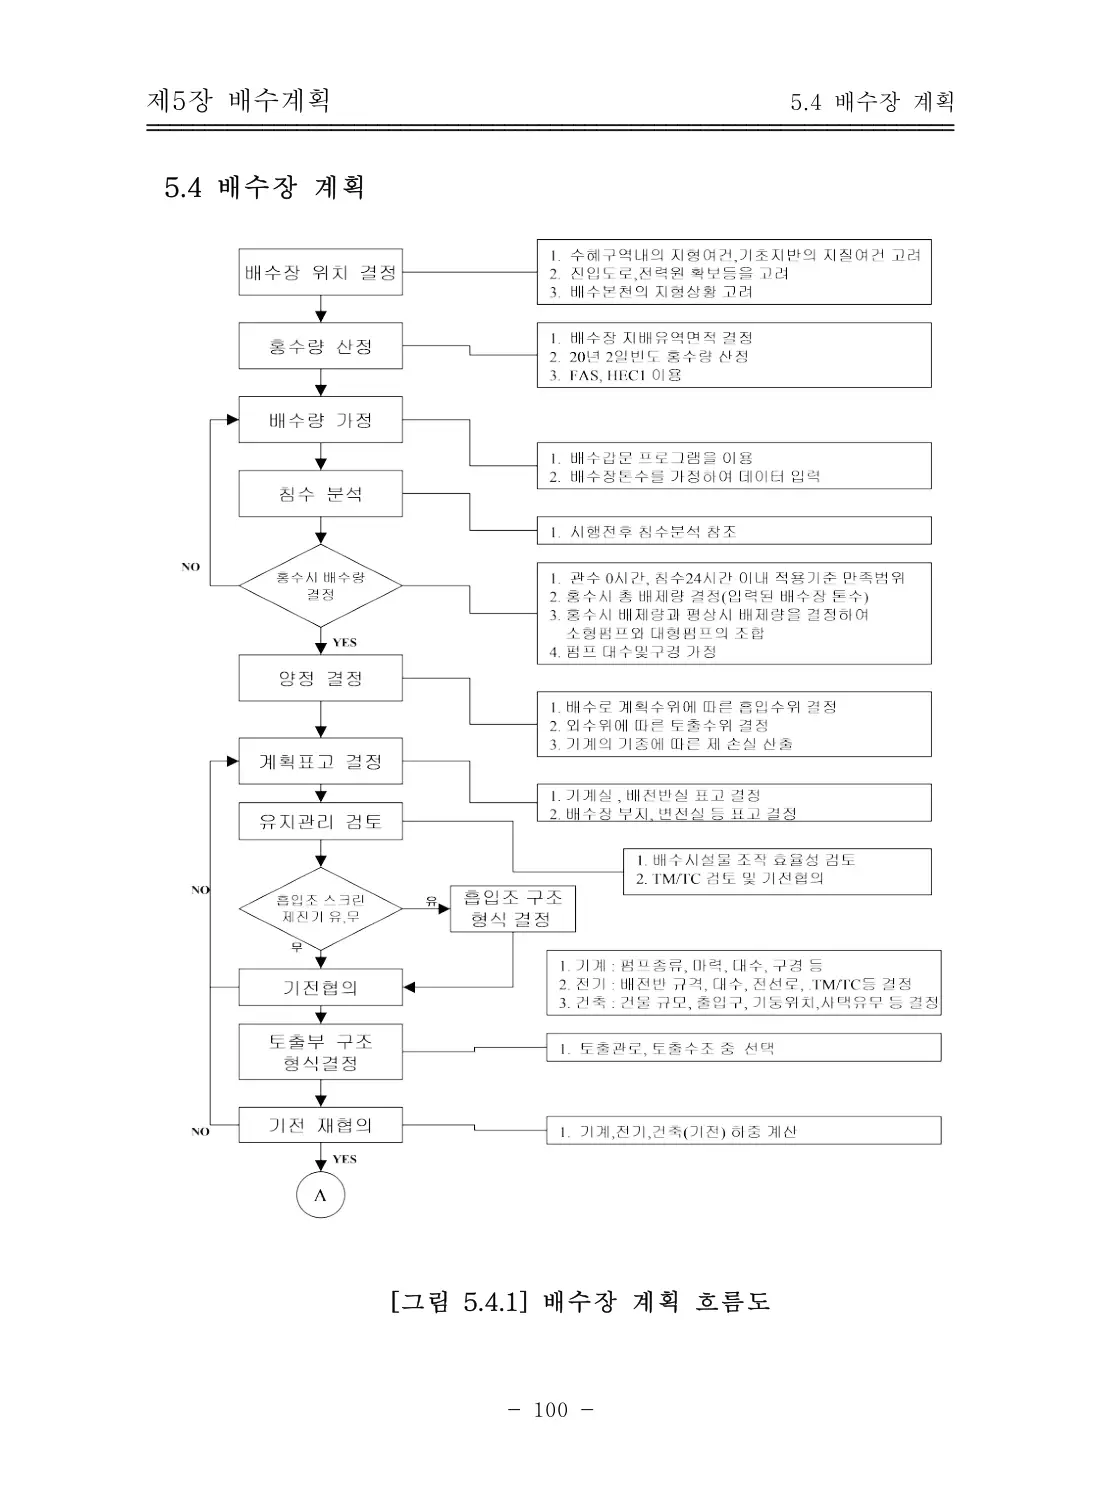 제5장 배수계획
5.4 배수장 계획
5.4 배수장 계획
배수장 위치 결정
1. 수혜구역내의 지형여건,기초지반의 지질여건 고려
2. 진입도로,전력원 확보등을 고려
3. 배수본천의 지형상황 고려
홍수량 산정
1. 배수장 지배유역면적 결정
2. 20년 2일빈도 홍수량 산정
3. FAS, HEC1 이용
배수량 가정
1. 배수갑문 프로그램을 이용
2. 배수장톤수를 가정하여 데이터 입력
침수 분석
1. 시행전후 침수분석 참조
NO
홍수시 배수량
결정
1. 관수 0시간, 침수24시간 이내 적용기준 만족범위
2. 홍수시 총 배제량 결정(입력된 배수장 톤수)
3. 홍수시 배제량과 평상시 배제량을 결정하여
소형펌프와 대형펌프의 조합
4. 펌프 대수및구경 가정
YES
양정 결정
1. 배수로 계획수위에 따른 흡입수위 결정
2. 외수위에 따른 토출수위 결정
3. 기계의 기종에 따른 제 손실 산출
계획표고 결정
1. 기계실 , 배전반실 표고 결정
2. 배수장 부지, 변전실 등 표고 결정
유지관리 검토
1. 배수시설물 조작 효율성 검토
2. TM/TC 검토 및 기전협의
NO
흡입조 스크린
제진기 유,무
유
흡입조 구조
형식 결정
무
기전협의
1. 기계 : 펌프종류, 마력, 대수, 구경 등
2. 전기 : 배전반 규격, 대수, 전선로, .TM/TC등 결정
3. 건축 : 건물 규모, 출입구, 기둥위치,사택유무 등 결정
토출부 구조
형식결정
1. 토출관로, 토출수조 중 선택
NO
기전 재협의
1. 기계,전기,건축(기전) 하중 계산
YES
A
[그림 5.4.1] 배수장 계획 흐름도
- 100 -